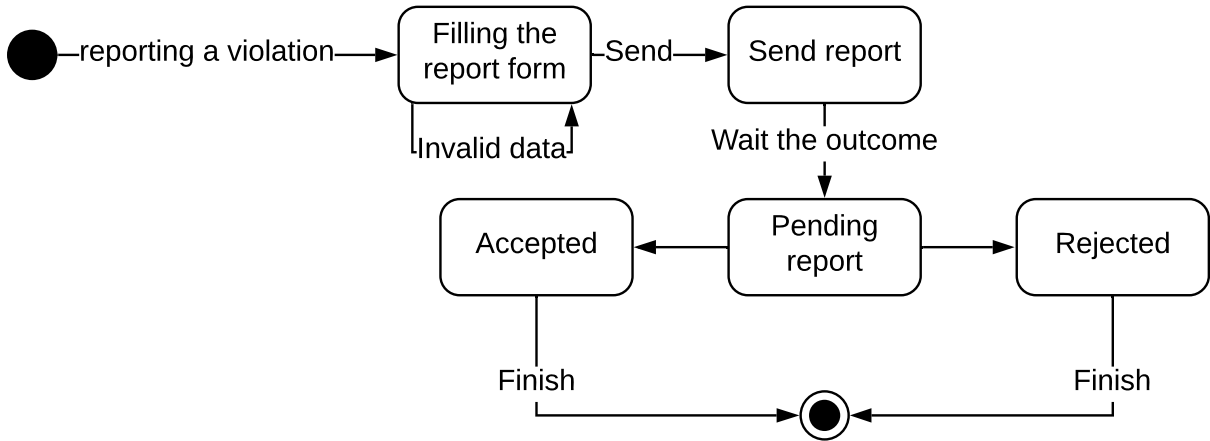 reporting a violation
Filling the
report form
Send
Send report
Invalid data
Wait the outcome
Accepted
Pending
report
Rejected
Finish
Finish